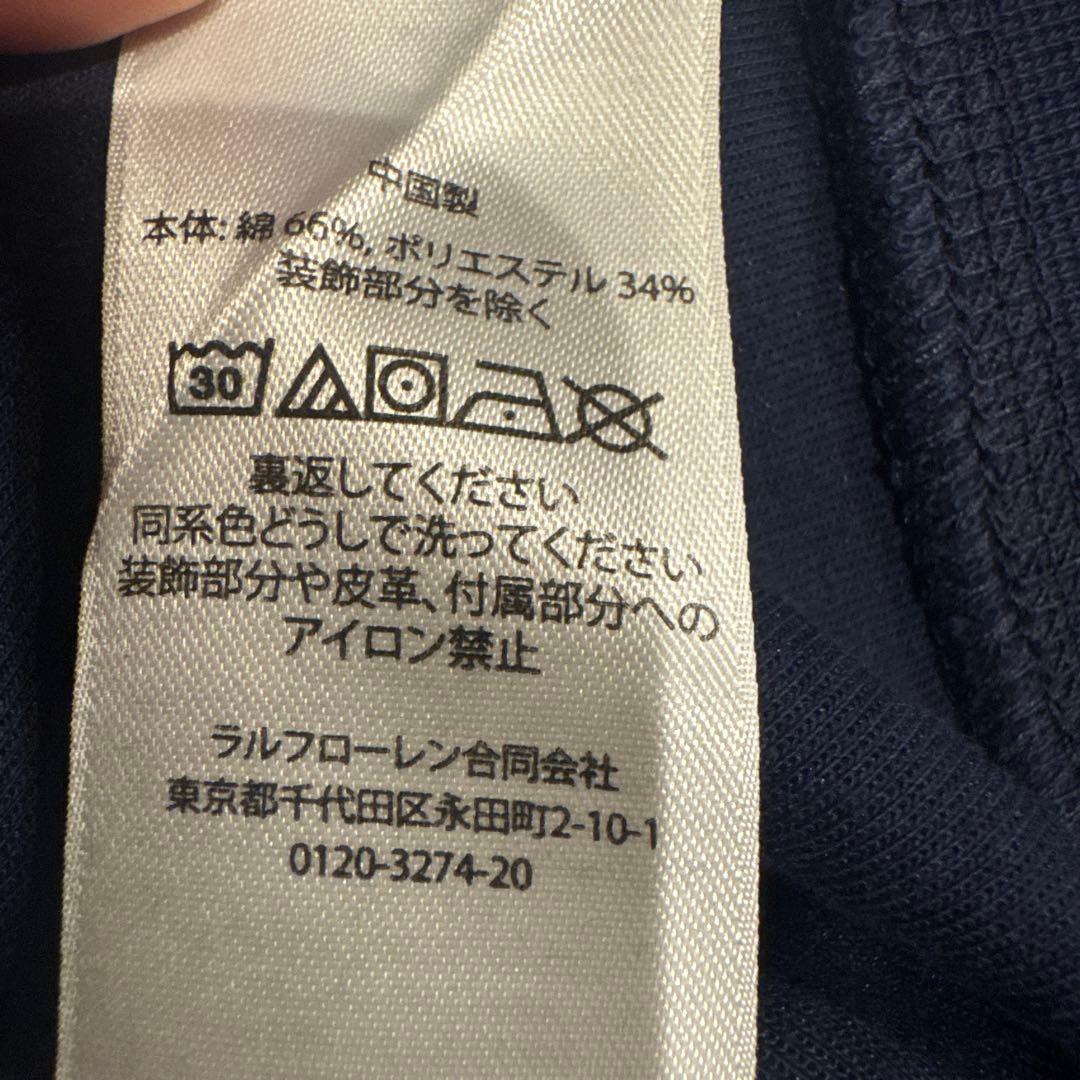 中国製
本体: 綿 66%, ポリエステル 34%
装飾部分を除く
30
裏返してください
同系色どうしで洗ってください
装飾部分や皮革、付属部分への
アイロン禁止
ラルフローレン合同会社
東京都千代田区永田町2-10-1
0120-3274-20